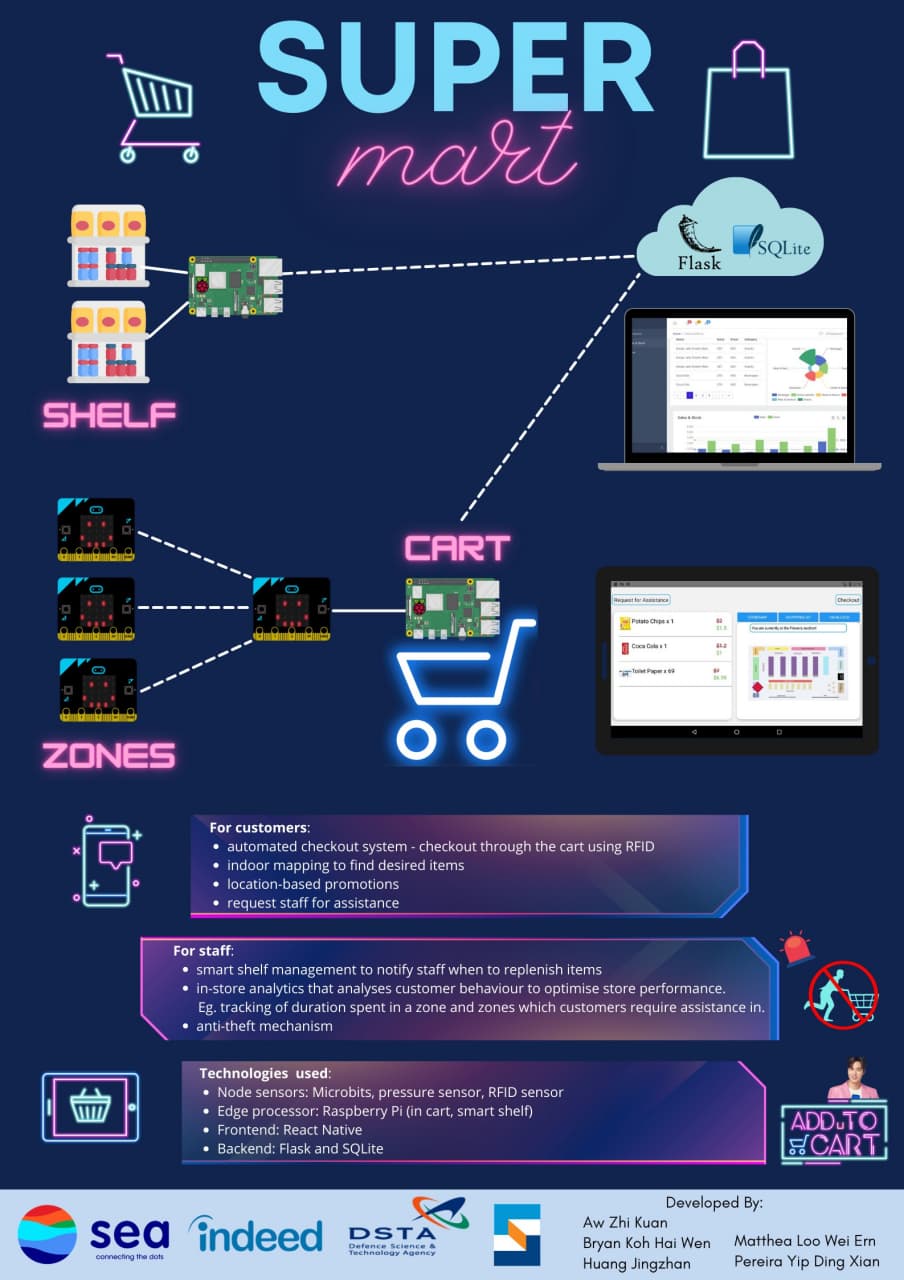 SUPER
mart
Flask
SQLite
SHELF
Sales & Stock
CART
Request for Assistance
Checkout
Potato Chips x 1
$2
Coca Cola x 1
$1.2
$1
Toilet Paper x 69
$7
$6.95
ZONES
For customers:
automated checkout system - checkout through the cart using RFID
indoor mapping to find desired items
location-based promotions
request staff for assistance
For staff:
smart shelf management to notify staff when to replenish items
in-store analytics that analyses customer behaviour to optimise store performance.
Eg. tracking of duration spent in a zone and zones which customers require assistance in.
anti-theft mechanism
Technologies used:
Node sensors: Microbits, pressure sensor, RFID sensor
Edge processor: Raspberry Pi (in cart, smart shelf)
Frontend: React Native
Backend: Flask and SQLite
ADD TO
CART
sea
connecting the dots
indeed
DSTA
Defence Science &
Technology Agency
Developed By:
Aw Zhi Kuan
Bryan Koh Hai Wen
Huang Jingzhan
Matthea Loo Wei Ern
Pereira Yip Ding Xian